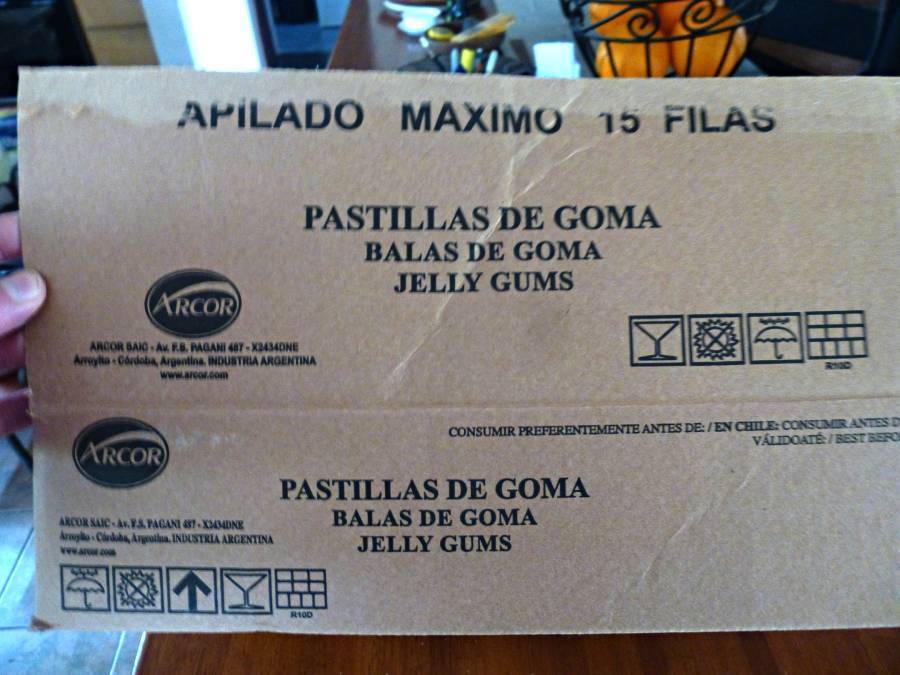 APILADO MAXIMO 15 FILAS
PASTILLAS DE GOMA
BALAS DE GOMA
JELLY GUMS
ARCOR
ARCOR SAIC - Av. F.S. PAGANI 487 - X2434DNE
Arroyito - Córdoba, Argentina. INDUSTRIA ARGENTINA
www.arcor.com
R10D
CONSUMIR PREFERENTEMENTE ANTES DE: / EN CHILE: CONSUMIR ANTES D
VÁLIDOATÉ: / BEST BEFO
ARCOR
PASTILLAS DE GOMA
BALAS DE GOMA
JELLY GUMS
ARCOR SAIC - Av. F.S. PAGANI 487 - X2434DNE
Arroyito - Córdoba, Argentina. INDUSTRIA ARGENTINA
www.arcor.com
R10D